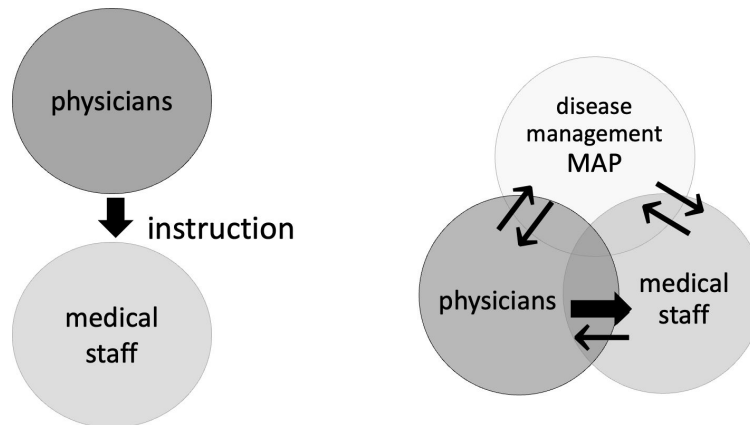 physicians
instruction
medical
staff
disease
management
MAP
physicians
medical
staff